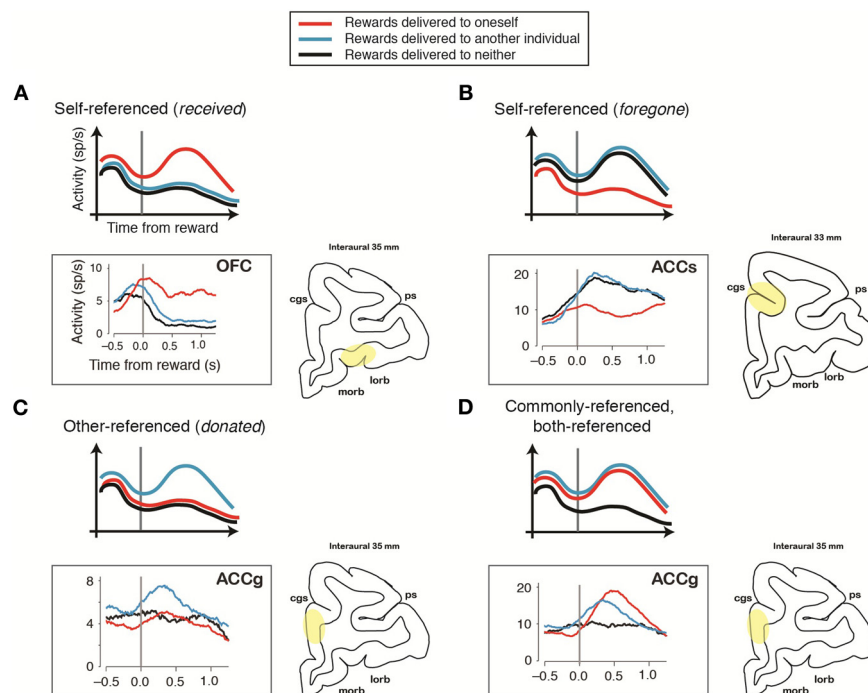 Rewards delivered to oneself
Rewards delivered to another individual
Rewards delivered to neither
A
Self-referenced (received)
Activity (sp/s)
Time from reward
OFC
Activity (sp/s)
10
5
0
−0.5 0.0 0.5 1.0
Time from reward (s)
Interaural 35 mm
cgs
ps
lorb
morb
B
Self-referenced (foregone)
ACCs
20
10
0
−0.5 0.0 0.5 1.0
Interaural 33 mm
cgs
ps
lorb
morb
C
Other-referenced (donated)
ACCg
8
4
0
−0.5 0.0 0.5 1.0
Interaural 35 mm
cgs
ps
lorb
morb
D
Commonly-referenced,
both-referenced
ACCg
20
10
0
−0.5 0.0 0.5 1.0
Interaural 35 mm
cgs
ps
lorb
morb